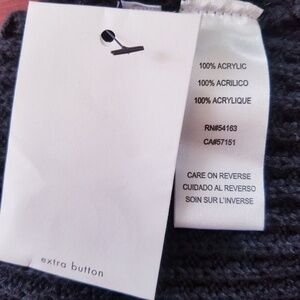 100% ACRYLIC
100% ACRILICO
100% ACRYLIQUE
RN#54163
CA#57151
CARE ON REVERSE
CUIDADO AL REVERSO
SOIN SUR L'INVERSE
extra button